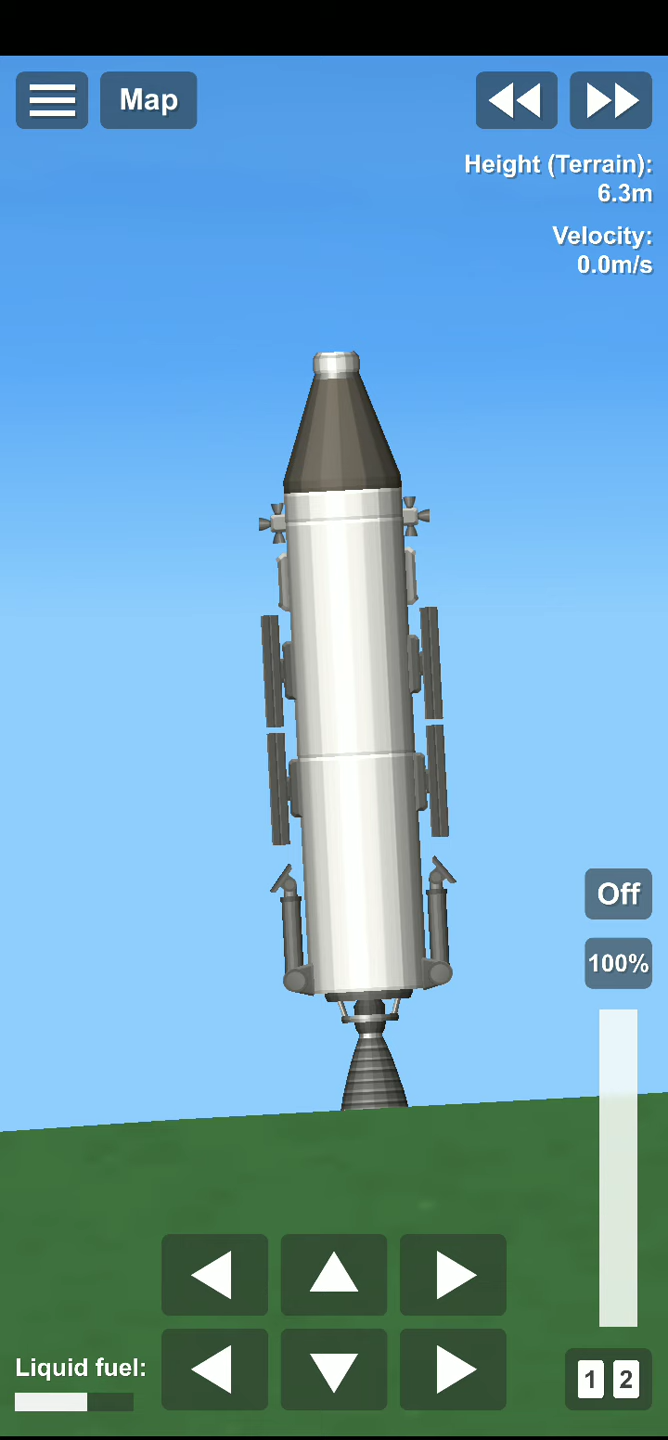 Map
Height (Terrain):
6.3m
Velocity:
0.0m/s
Off
100%
Liquid fuel:
1 2